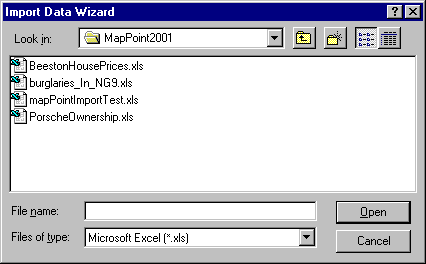 Import Data Wizard
Look in: MapPoint2001
BeestonHousePrices.xls
burglaries_In_NG9.xls
mapPointImportTest.xls
PorscheOwnership.xls
File name: Open
Files of type: Microsoft Excel (*.xls) Cancel